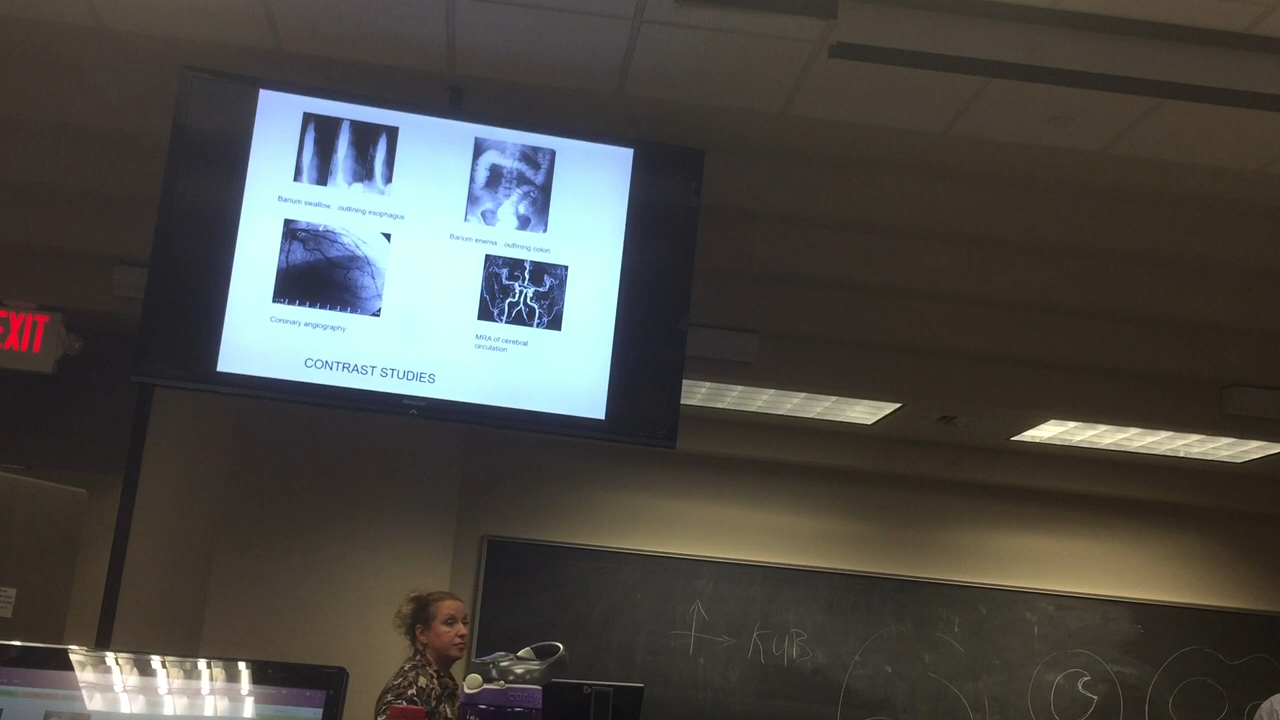 EXIT
Barium swallow outlining esophagus
Barium enema outlining colon
Coronary angiography
MRA of cerebral
circulation
CONTRAST STUDIES
KUB